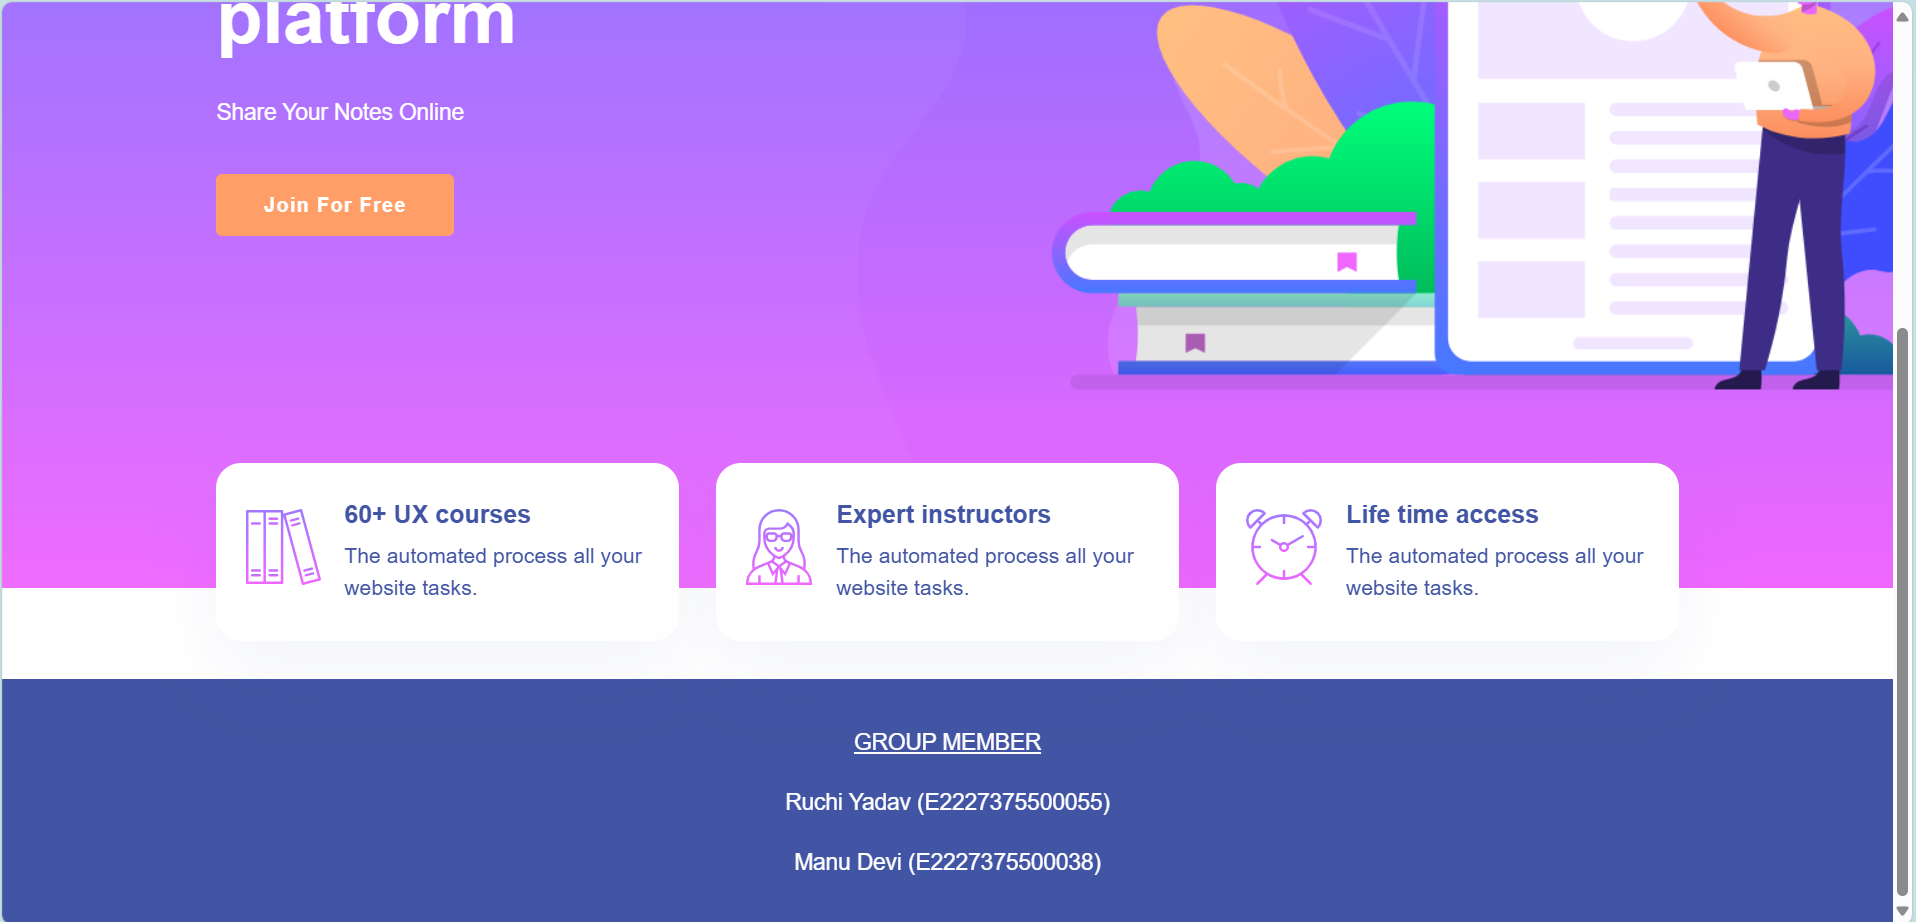 platform
Share Your Notes Online
Join For Free
60+ UX courses
The automated process all your
website tasks.
Expert instructors
The automated process all your
website tasks.
Life time access
The automated process all your
website tasks.
GROUP MEMBER
Ruchi Yadav (E2227375500055)
Manu Devi (E2227375500038)